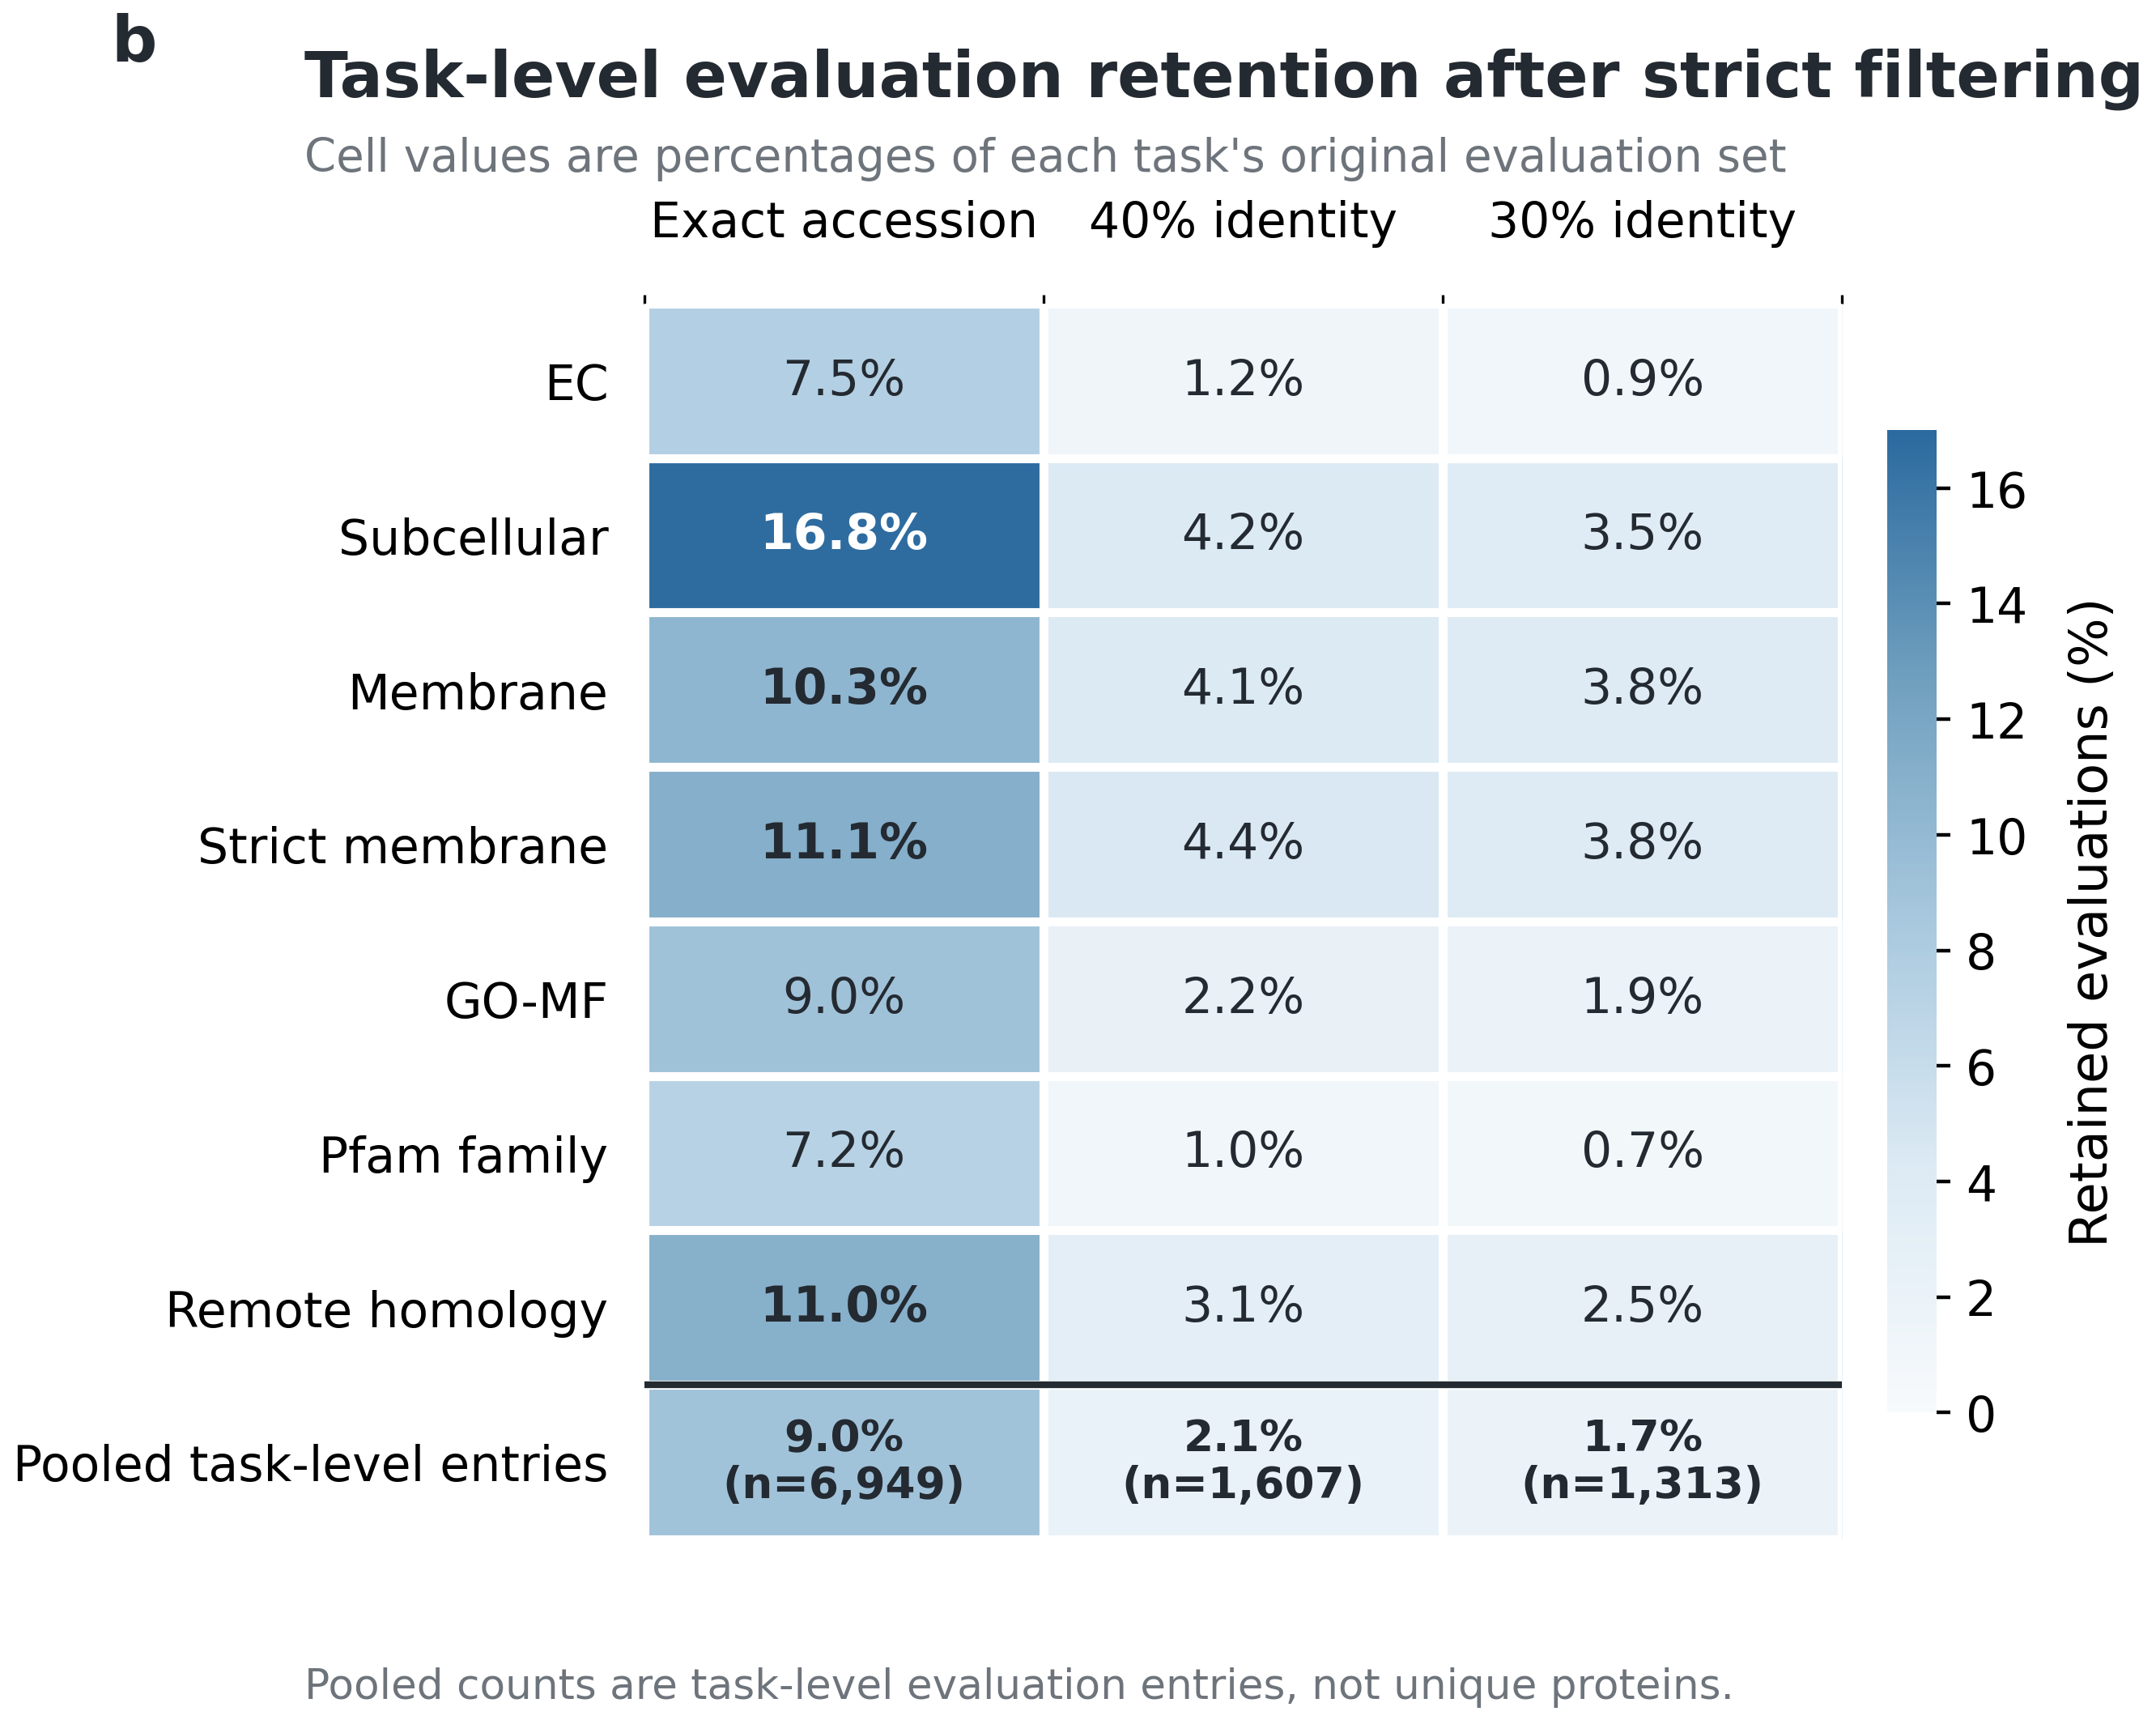 b
Task-level evaluation retention after strict filtering
Cell values are percentages of each task's original evaluation set
Exact accession 40% identity 30% identity
EC 7.5% 1.2% 0.9%
Subcellular 16.8% 4.2% 3.5%
Membrane 10.3% 4.1% 3.8%
Strict membrane 11.1% 4.4% 3.8%
GO-MF 9.0% 2.2% 1.9%
Pfam family 7.2% 1.0% 0.7%
Remote homology 11.0% 3.1% 2.5%
Pooled task-level entries 9.0% 2.1% 1.7%
(n=6,949) (n=1,607) (n=1,313)
16
14
12
10
8
6
4
2
0
Retained evaluations (%)
Pooled counts are task-level evaluation entries, not unique proteins.